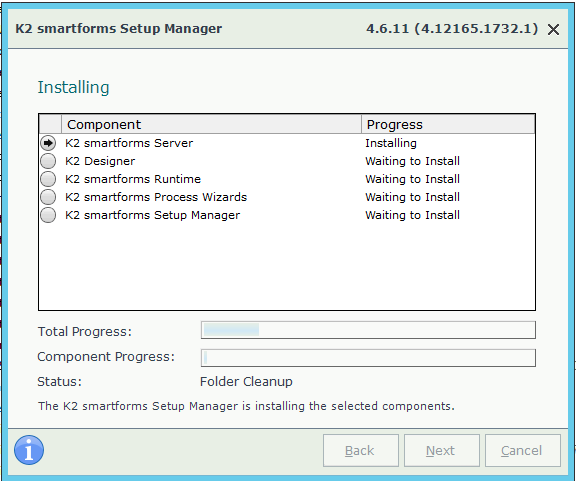 K2 smartforms Setup Manager 4.6.11 (4.12165.1732.1)
Installing
Component Progress
K2 smartforms Server Installing
K2 Designer Waiting to Install
K2 smartforms Runtime Waiting to Install
K2 smartforms Process Wizards Waiting to Install
K2 smartforms Setup Manager Waiting to Install
Total Progress:
Component Progress:
Status: Folder Cleanup
The K2 smartforms Setup Manager is installing the selected components.
Back Next Cancel